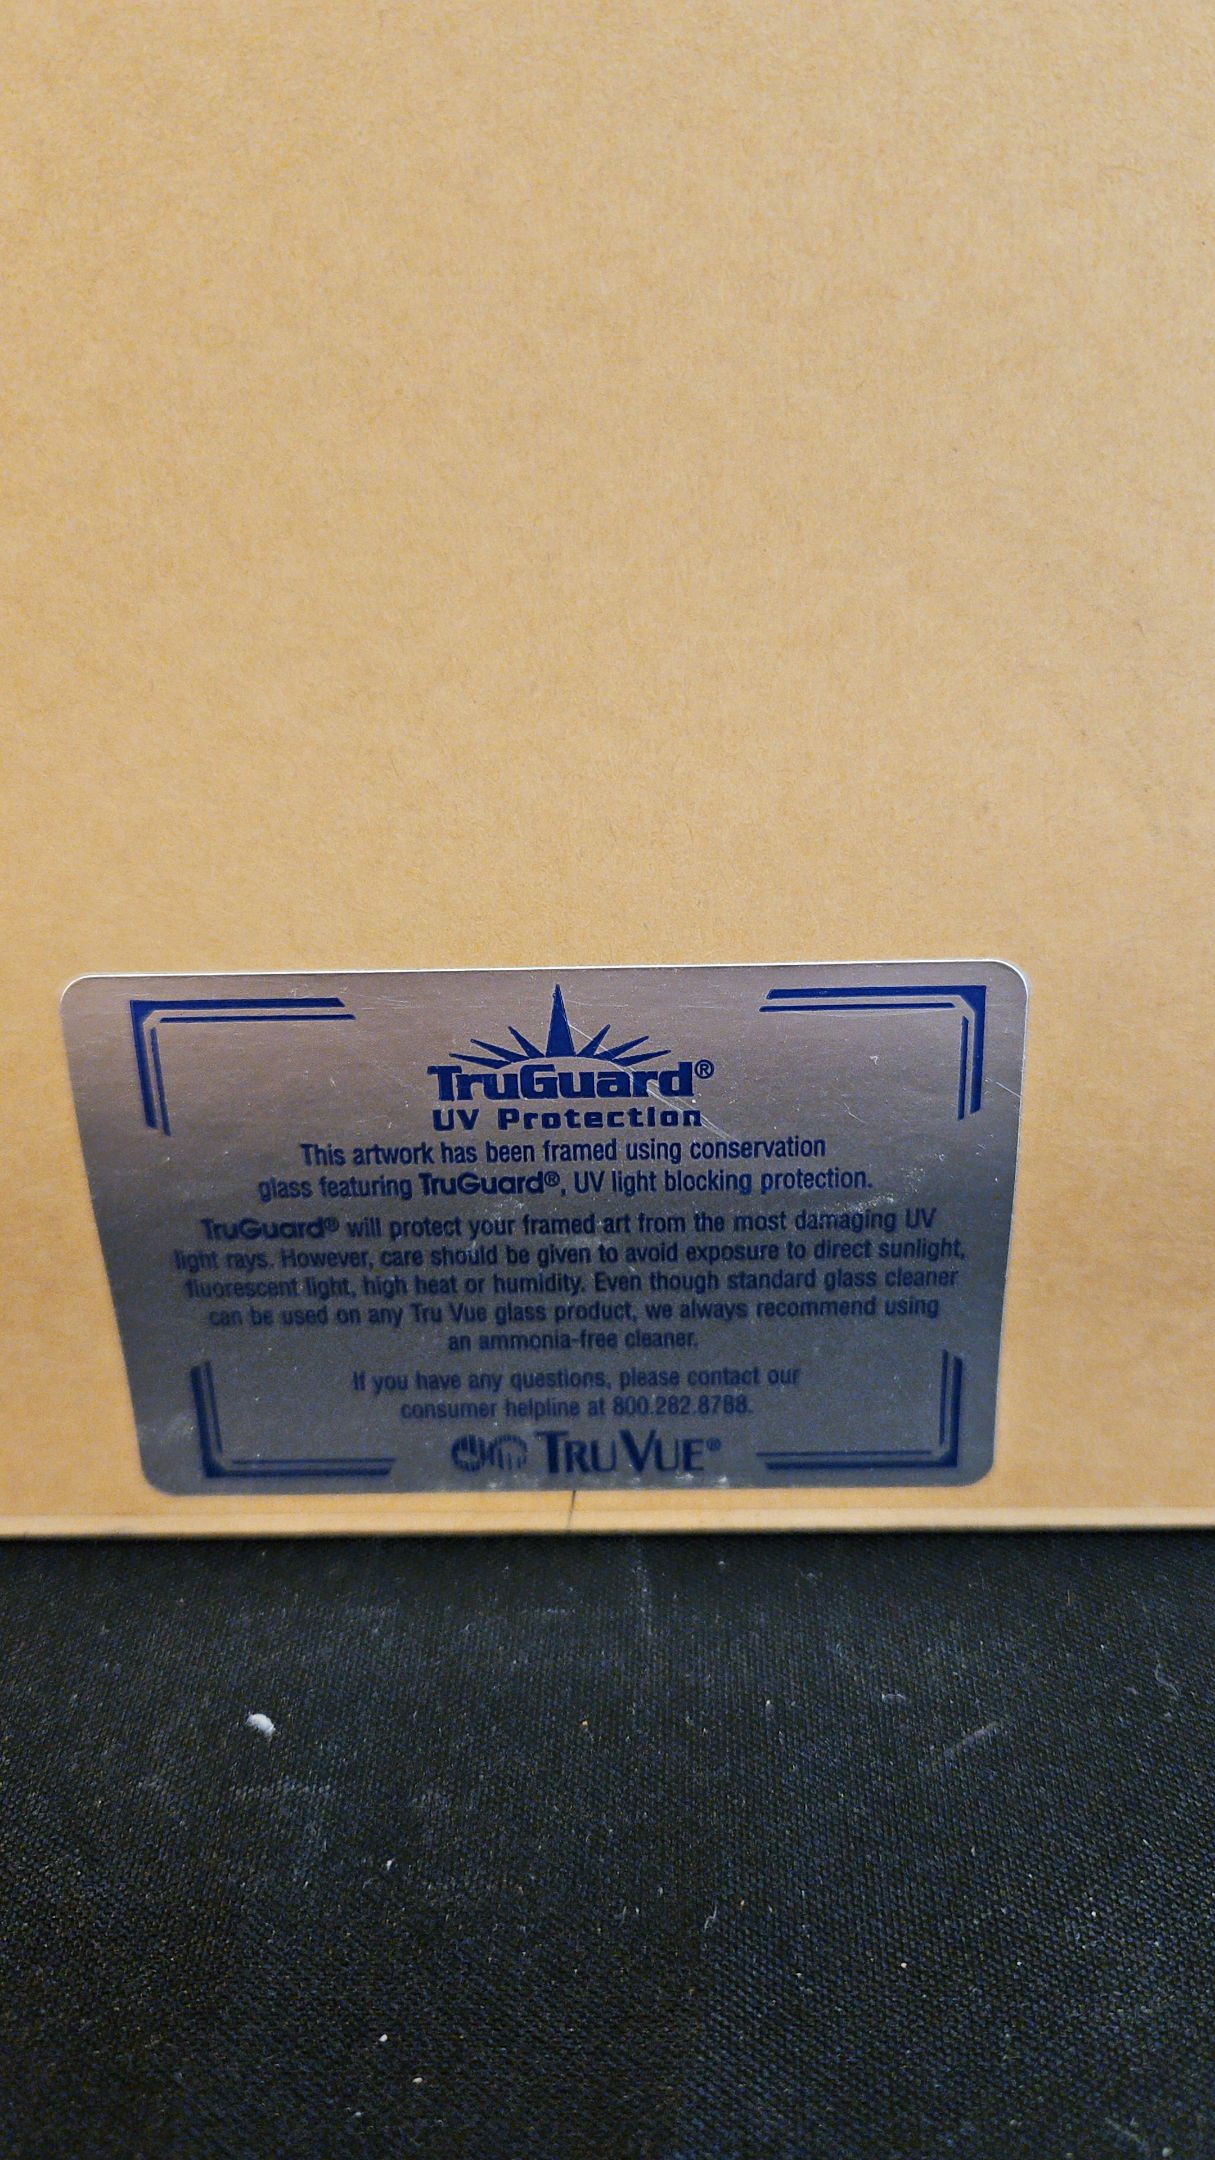 TruGuard®
UV Protection
This artwork has been framed using conservation
glass featuring TruGuard®, UV light blocking protection.
TruGuard® will protect your framed art from the most damaging UV
light rays. However, care should be given to avoid exposure to direct sunlight,
fluorescent light, high heat or humidity. Even though standard glass cleaner
can be used on any Tru Vue glass product, we always recommend using
an ammonia-free cleaner.
If you have any questions, please contact our
consumer helpline at 800.282.8788.
TRU VUE®